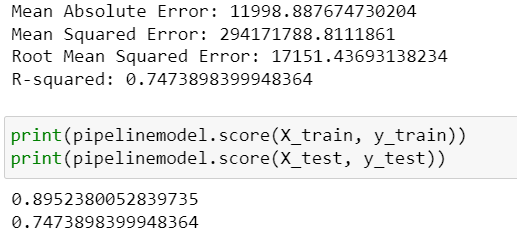 Mean Absolute Error: 11998.887674730204
Mean Squared Error: 294171788.8111861
Root Mean Squared Error: 17151.43693138234
R-squared: 0.7473898399948364
print(pipelinemodel.score(X_train, y_train))
print(pipelinemodel.score(X_test, y_test))
0.8952380052839735
0.7473898399948364